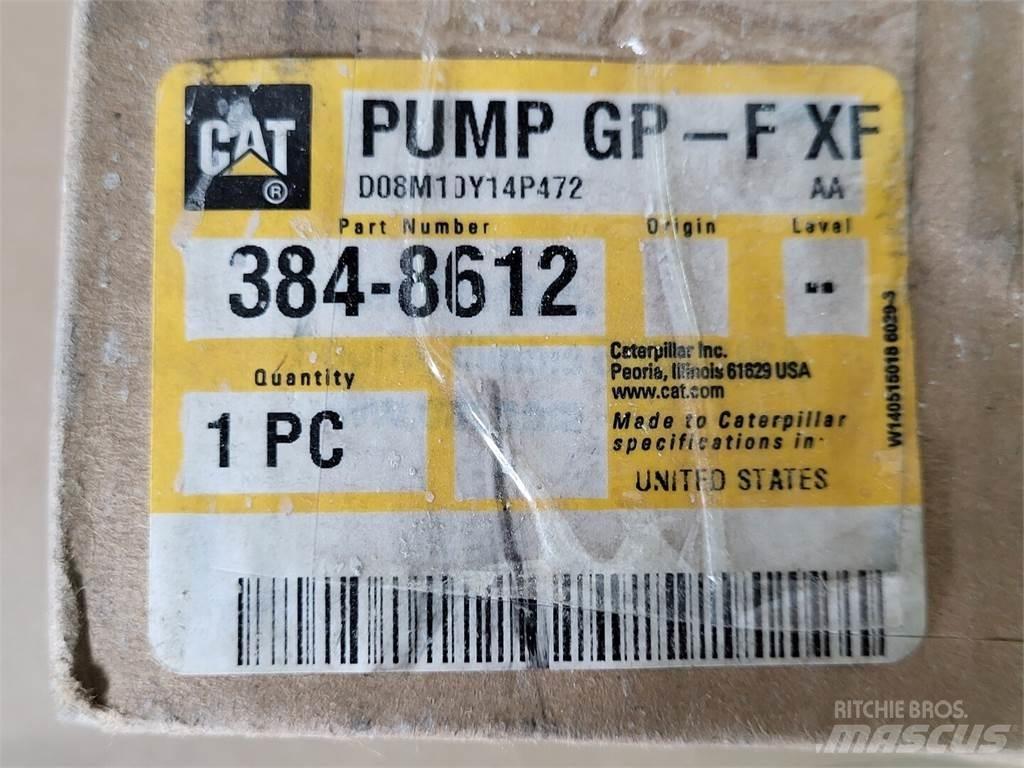 CAT ®
PUMP GP-F XF
D08M10Y14P472 AA
Part Number Origin Level
384-8612 --
Quantity
1 PC
Caterpillar Inc.
Peoria, Illinois 61629 USA
www.cat.com
Made to Caterpillar
specifications in:
UNITED STATES
W140515018 6029-3
RITCHIE BROS.
MASCUS